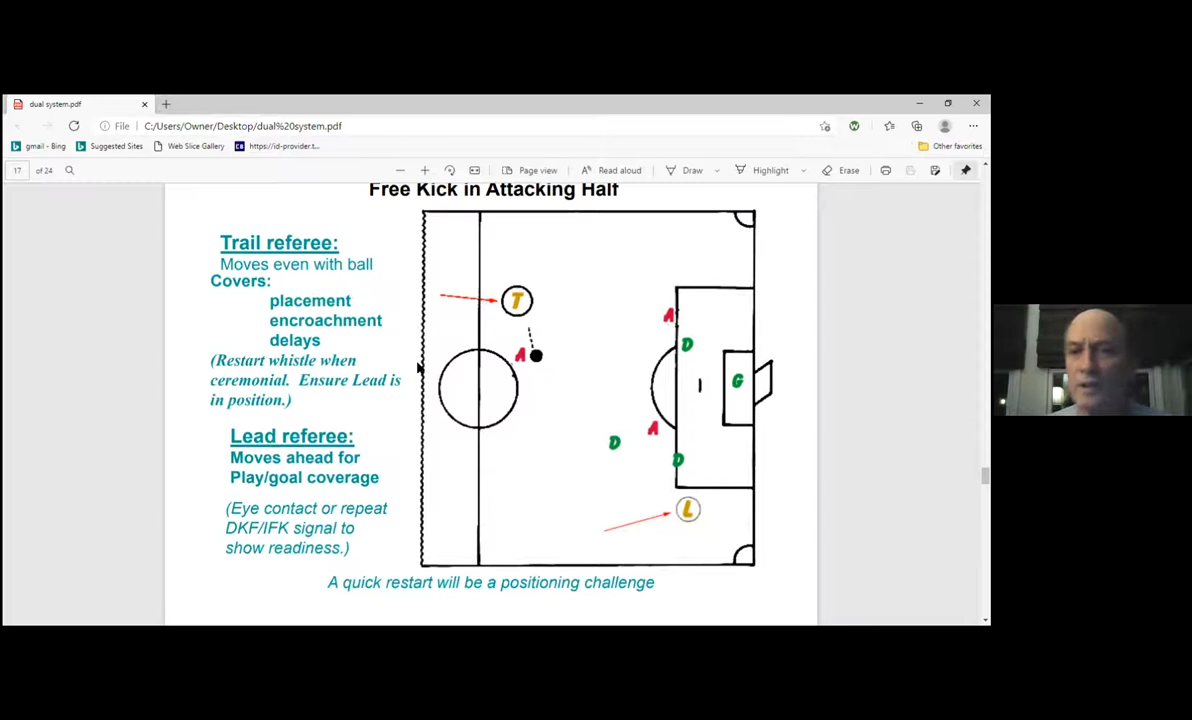 dual system.pdf
File
C:/Users/Owner/Desktop/dual%20system.pdf
gmail - Bing
Suggested Sites
Web Slice Gallery
https://id-provider.t...
Other favorites
17 of 24
Page view
Read aloud
Draw
Highlight
Erase
Free Kick in Attacking Half
Trail referee:
Moves even with ball
Covers:
placement
encroachment
delays
(Restart whistle when
ceremonial. Ensure Lead is
in position.)
Lead referee:
Moves ahead for
Play/goal coverage
(Eye contact or repeat
DKF/IFK signal to
show readiness.)
T
A
A
D
G
A
D
D
L
A quick restart will be a positioning challenge